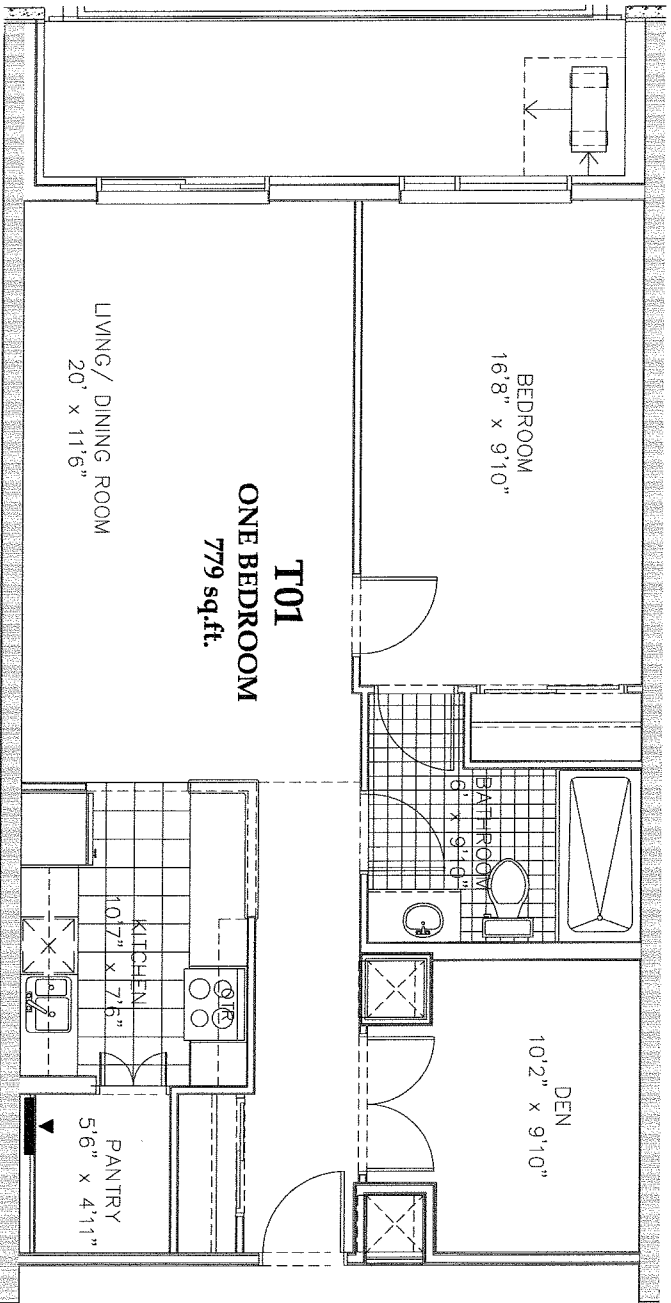 BEDROOM
16'8" x 9'10"
LIVING/ DINING ROOM
20' x 11'6"
T01
ONE BEDROOM
779 sq.ft.
BATHROOM
6' x 9'10"
KITCHEN
10'7" x 7'6"
OTR
DEN
10'2" x 9'10"
PANTRY
5'6" x 4'11"